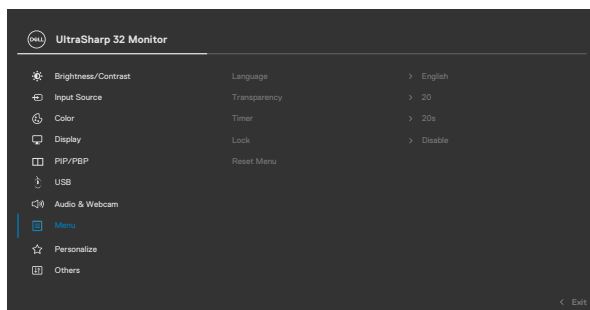 DELL UltraSharp 32 Monitor
Brightness/Contrast Language > English
Input Source Transparency > 20
Color Timer > 20s
Display Lock > Disable
PIP/PBP Reset Menu
USB
Audio & Webcam
Menu
Personalize
Others
< Exit